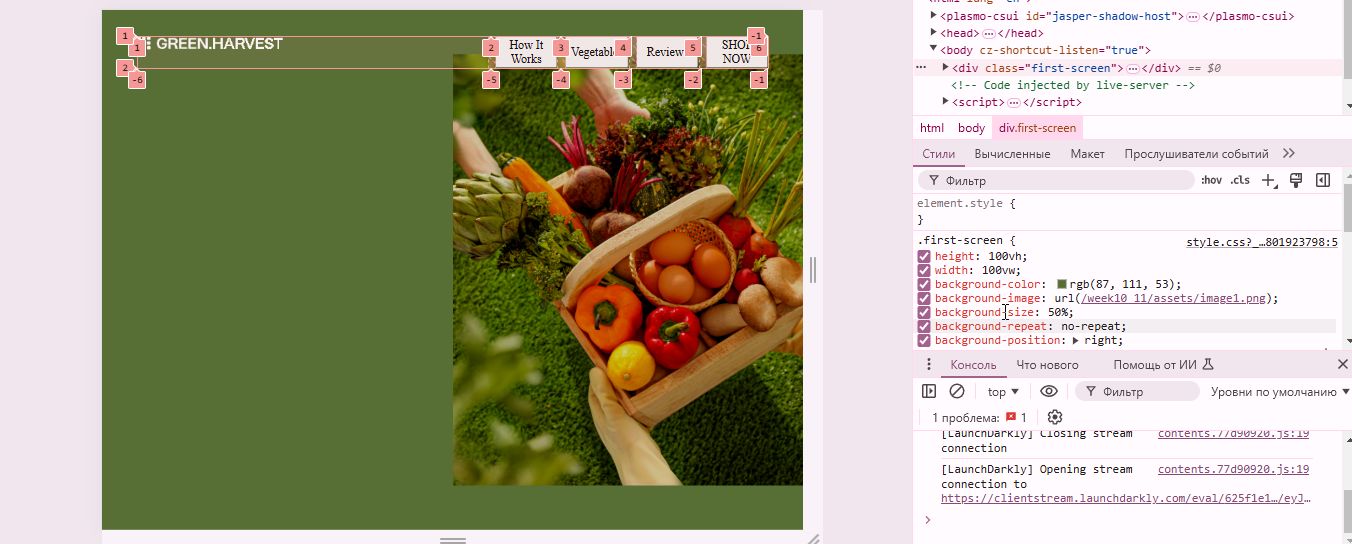 GREEN.HARVEST
1
1
2
-6
2
3
4
5
6
-1
How It
Works
Vegetabl
Review
SHO
NOW
-5
-4
-3
-2
-1
<plasmo-csui id="jasper-shadow-host"> </plasmo-csui>
<head> </head>
<body cz-shortcut-listen="true">
<div class="first-screen"> </div> == $0
<!-- Code injected by live-server -->
<script> </script>
html body div.first-screen
Стили Вычисленные Макет Прослушиватели событий
Фильтр :hov .cls
element.style {
}
.first-screen { style.css?_…801923798:5
height: 100vh;
width: 100vw;
background-color: rgb(87, 111, 53);
background-image: url(/week10_11/assets/image1.png);
background-size: 50%;
background-repeat: no-repeat;
background-position: right;
Консоль Что нового Помощь от ИИ
top Фильтр Уровни по умолчанию
1 проблема: 1
[LaunchDarkly] Closing stream contents.77d90920.js:19
connection
[LaunchDarkly] Opening stream contents.77d90920.js:19
connection to
https://clientstream.launchdarkly.com/eval/625f1e1…/eyJ…